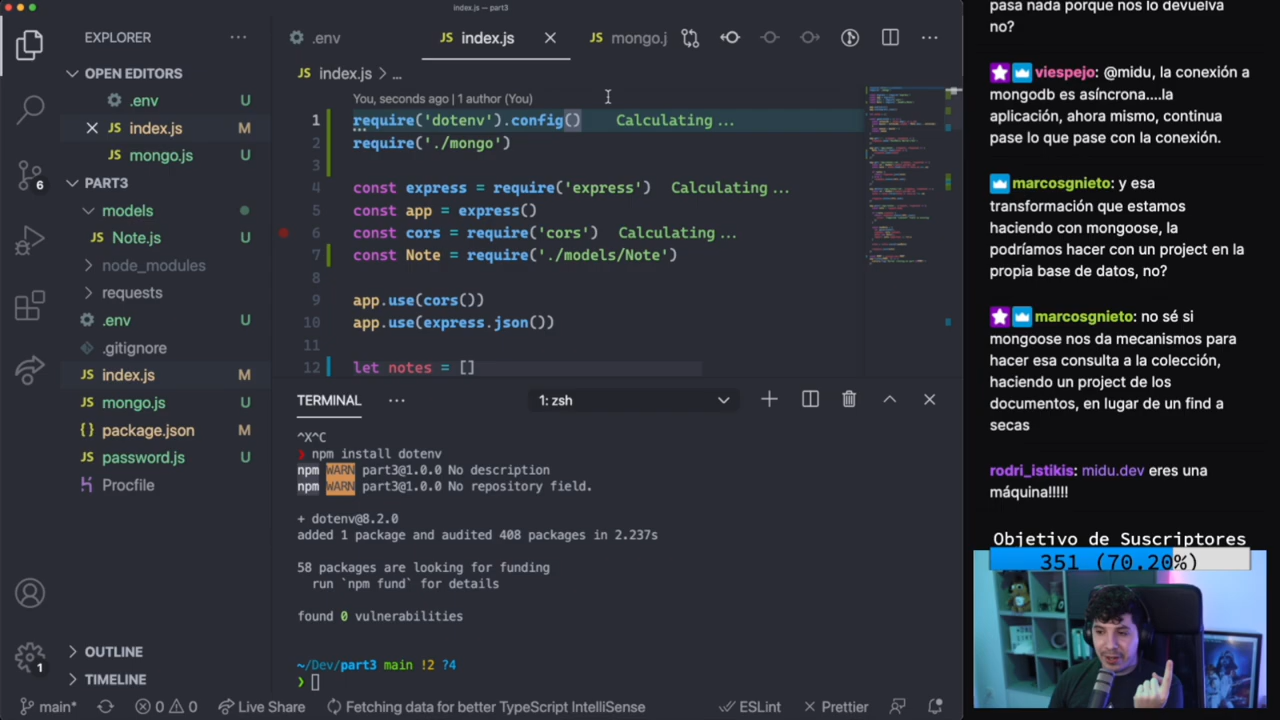 index.js — part3
EXPLORER
OPEN EDITORS
.env U
index.js M
mongo.js U
PART3
models
Note.js U
node_modules
requests
.env U
.gitignore
index.js M
mongo.js U
package.json M
password.js U
Procfile
OUTLINE
TIMELINE
6
1
.env
index.js
mongo.j
index.js > ...
You, seconds ago | 1 author (You)
1 require('dotenv').config() Calculating...
2 require('./mongo')
3
4 const express = require('express') Calculating...
5 const app = express()
6 const cors = require('cors') Calculating...
7 const Note = require('./models/Note')
8
9 app.use(cors())
10 app.use(express.json())
11
12 let notes = []
TERMINAL
1: zsh
^X^C
❯ npm install dotenv
npm WARN part3@1.0.0 No description
npm WARN part3@1.0.0 No repository field.
+ dotenv@8.2.0
added 1 package and audited 408 packages in 2.237s
58 packages are looking for funding
run `npm fund` for details
found 0 vulnerabilities
~/Dev/part3 main !2 ?4
❯
main* 0 0 Live Share Fetching data for better TypeScript IntelliSense ESLint Prettier
pasa nada porque nos lo devuelva
no?
viespejo: @midu, la conexión a
mongodb es asíncrona....la
aplicación, ahora mismo, continua
pase lo que pase con la conexión.
marcosgnieto: y esa
transformación que estamos
haciendo con mongoose, la
podríamos hacer con un project en la
propia base de datos, no?
marcosgnieto: no sé si
mongoose nos da mecanismos para
hacer esa consulta a la colección,
haciendo un project de los
documentos, en lugar de un find a
secas
rodri_istikis: midu.dev eres una
máquina!!!!!
Objetivo de Suscriptores
351 (70.20%)